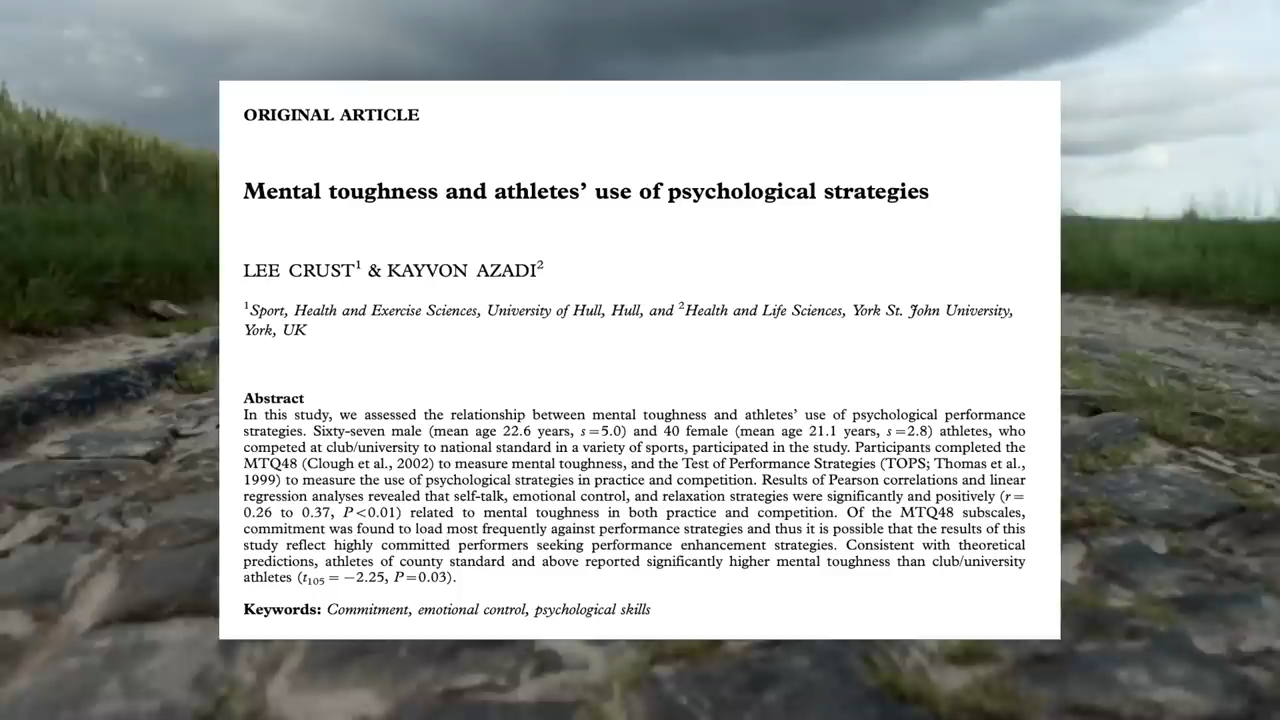 ORIGINAL ARTICLE
Mental toughness and athletes’ use of psychological strategies
LEE CRUST¹ & KAYVON AZADI²
¹Sport, Health and Exercise Sciences, University of Hull, Hull, and ²Health and Life Sciences, York St. John University,
York, UK
Abstract
In this study, we assessed the relationship between mental toughness and athletes’ use of psychological performance
strategies. Sixty-seven male (mean age 22.6 years, s=5.0) and 40 female (mean age 21.1 years, s=2.8) athletes, who
competed at club/university to national standard in a variety of sports, participated in the study. Participants completed the
MTQ48 (Clough et al., 2002) to measure mental toughness, and the Test of Performance Strategies (TOPS; Thomas et al.,
1999) to measure the use of psychological strategies in practice and competition. Results of Pearson correlations and linear
regression analyses revealed that self-talk, emotional control, and relaxation strategies were significantly and positively (r=
0.26 to 0.37, P<0.01) related to mental toughness in both practice and competition. Of the MTQ48 subscales,
commitment was found to load most frequently against performance strategies and thus it is possible that the results of this
study reflect highly committed performers seeking performance enhancement strategies. Consistent with theoretical
predictions, athletes of county standard and above reported significantly higher mental toughness than club/university
athletes (t₁₀₅ = −2.25, P=0.03).
Keywords: Commitment, emotional control, psychological skills